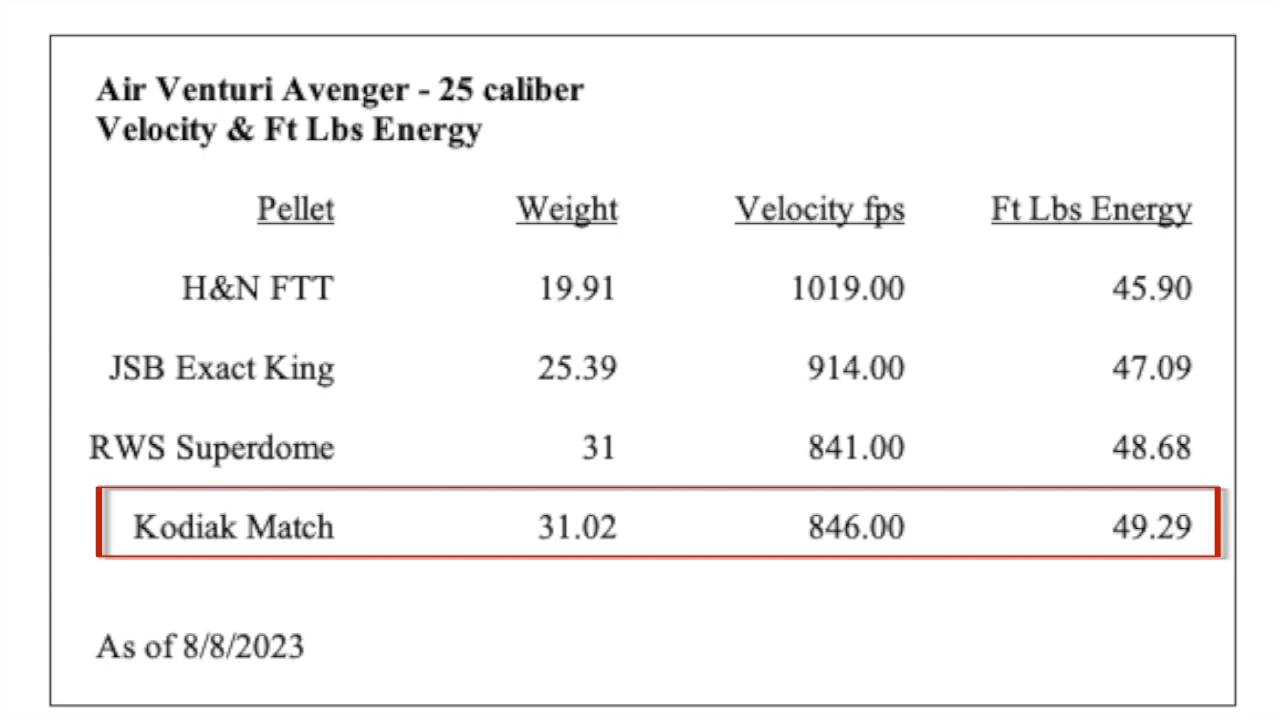 Air Venturi Avenger - 25 caliber
Velocity & Ft Lbs Energy
Pellet Weight Velocity fps Ft Lbs Energy
H&N FTT 19.91 1019.00 45.90
JSB Exact King 25.39 914.00 47.09
RWS Superdome 31 841.00 48.68
Kodiak Match 31.02 846.00 49.29
As of 8/8/2023